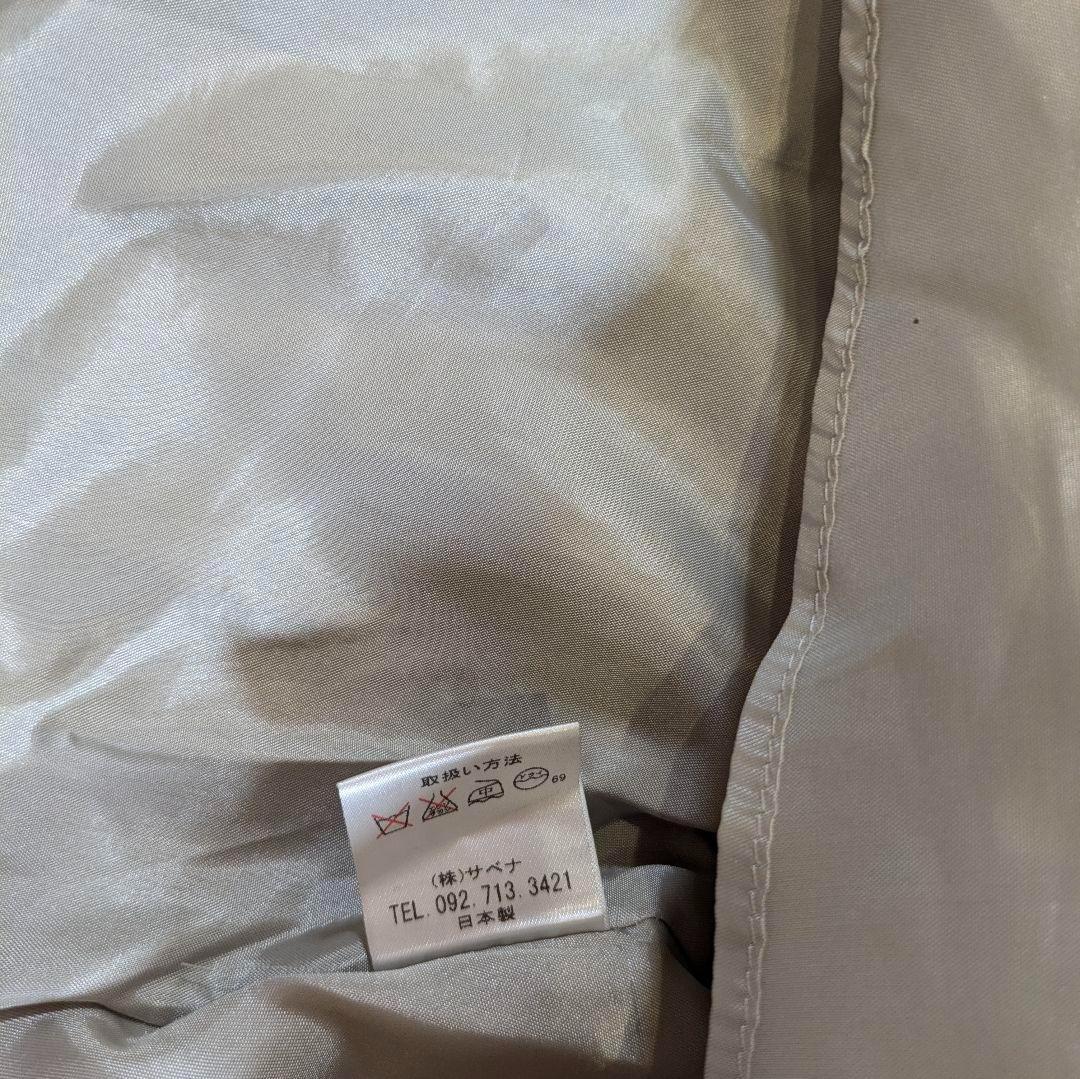 取扱い方法
中 ドライ 69
(株)サベナ
TEL.092.713.3421
日本製